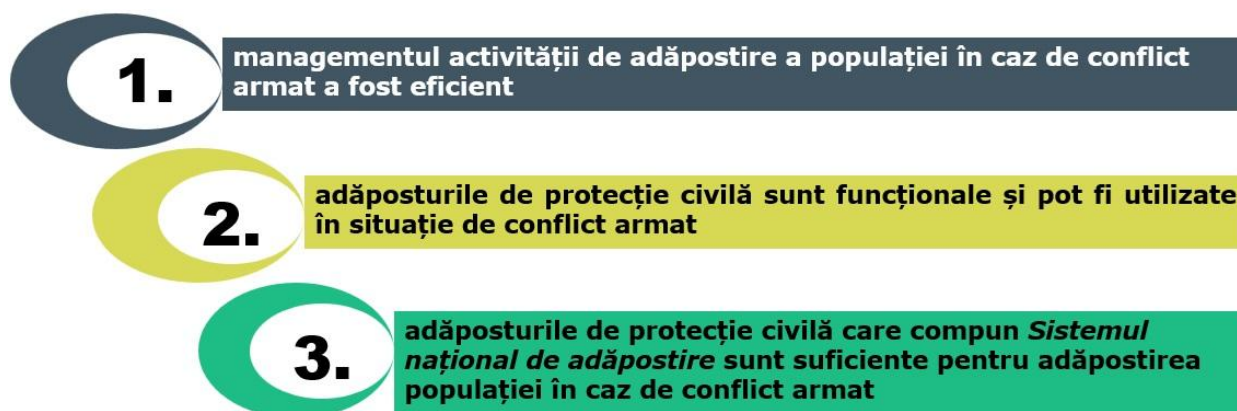 1.
managementul activității de adăpostire a populației în caz de conflict
armat a fost eficient
2.
adăposturile de protecție civilă sunt funcționale și pot fi utilizate
în situație de conflict armat
3.
adăposturile de protecție civilă care compun Sistemul
național de adăpostire sunt suficiente pentru adăpostirea
populației în caz de conflict armat